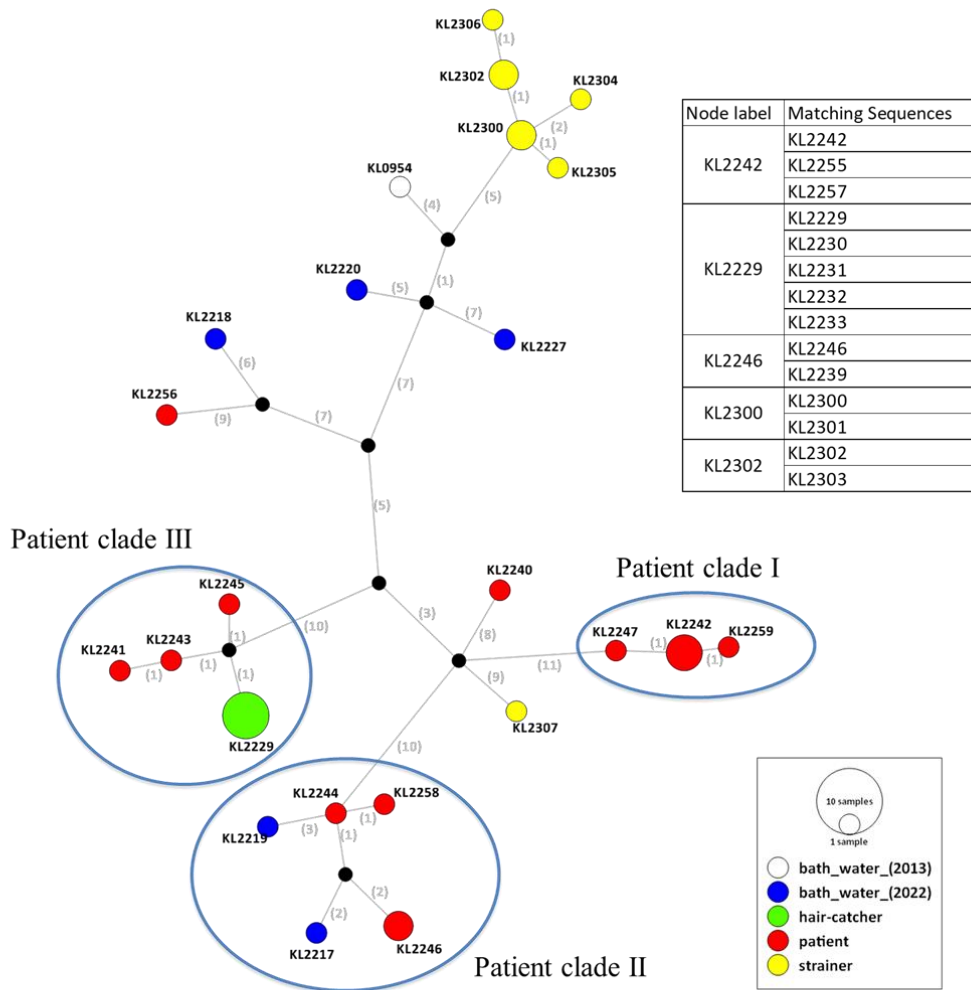 KL2306
(1)
KL2302
(1)
KL2304
(2)
KL2300
(1)
KL2305
KL0954
(4)
(5)
KL2220
(5)
(1)
(7)
KL2227
KL2218
(6)
KL2256
(9)
(7)
(7)
(5)
Node label Matching Sequences
KL2242
KL2242
KL2255
KL2257
KL2229
KL2229
KL2230
KL2231
KL2232
KL2233
KL2246
KL2246
KL2239
KL2300
KL2300
KL2301
KL2302
KL2302
KL2303
Patient clade III
KL2245
KL2241
KL2243
(1)
(1)
(1)
(1)
KL2229
(10)
(3)
KL2240
(8)
(11)
(9)
KL2307
(10)
Patient clade I
KL2247
KL2242
KL2259
(1)
(1)
KL2244
KL2258
KL2219
(3)
(1)
(1)
(2)
(2)
KL2217
KL2246
Patient clade II
10 samples
1 sample
bath_water_(2013)
bath_water_(2022)
hair-catcher
patient
strainer